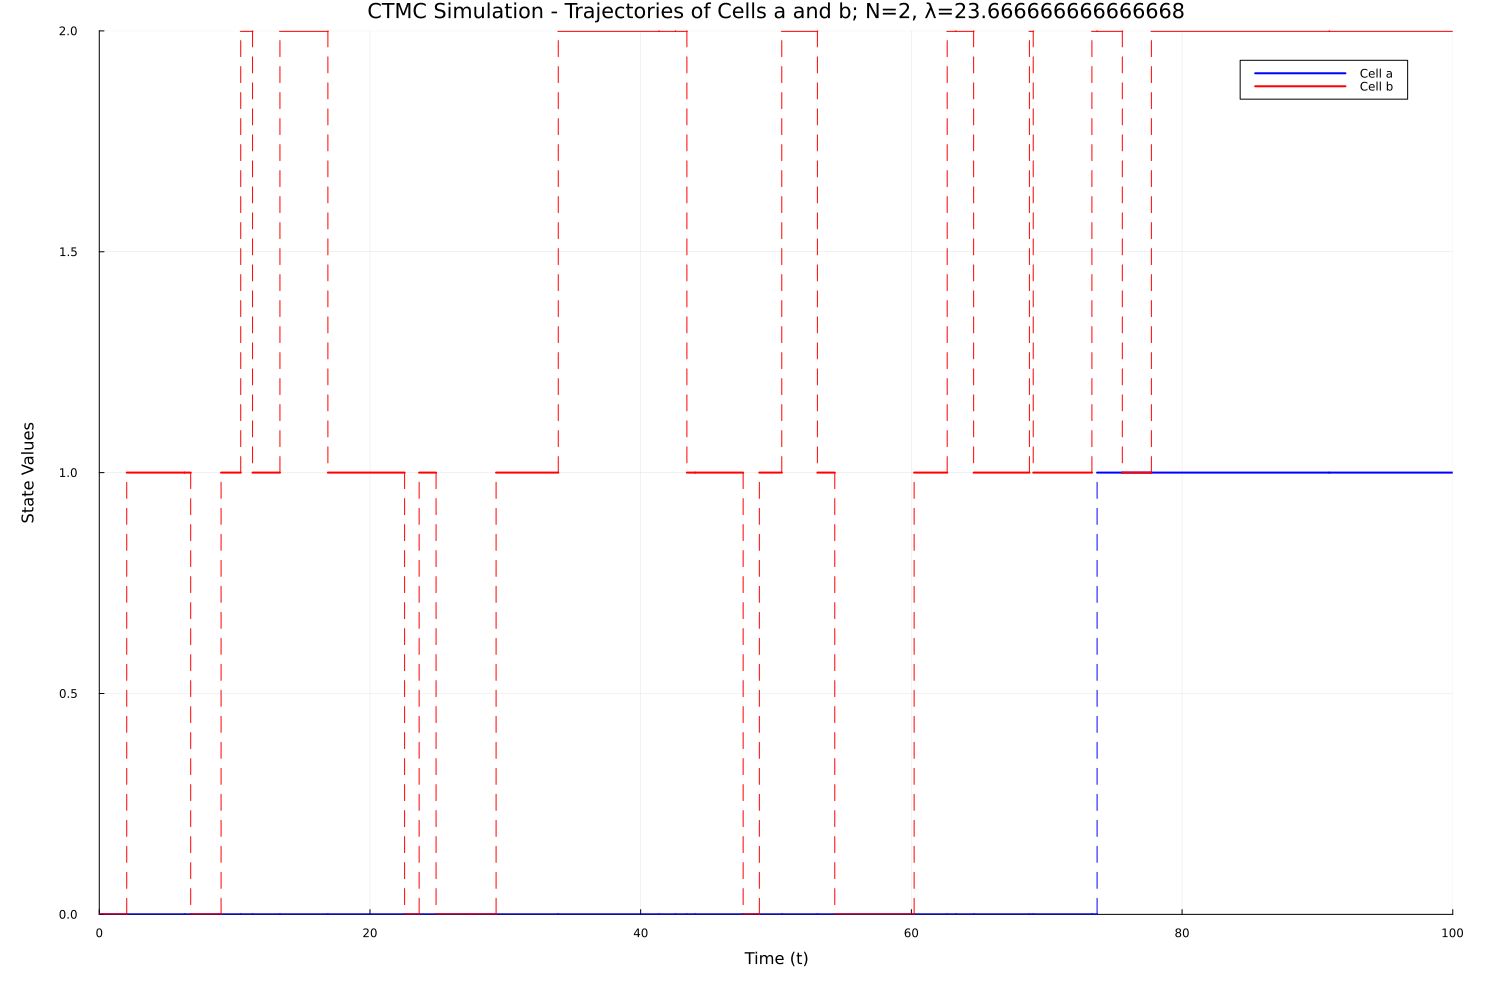 CTMC Simulation - Trajectories of Cells a and b; N=2, λ=23.666666666666668
2.0
Cell a
Cell b
1.5
State Values
1.0
0.5
0.0
0 20 40 60 80 100
Time (t)